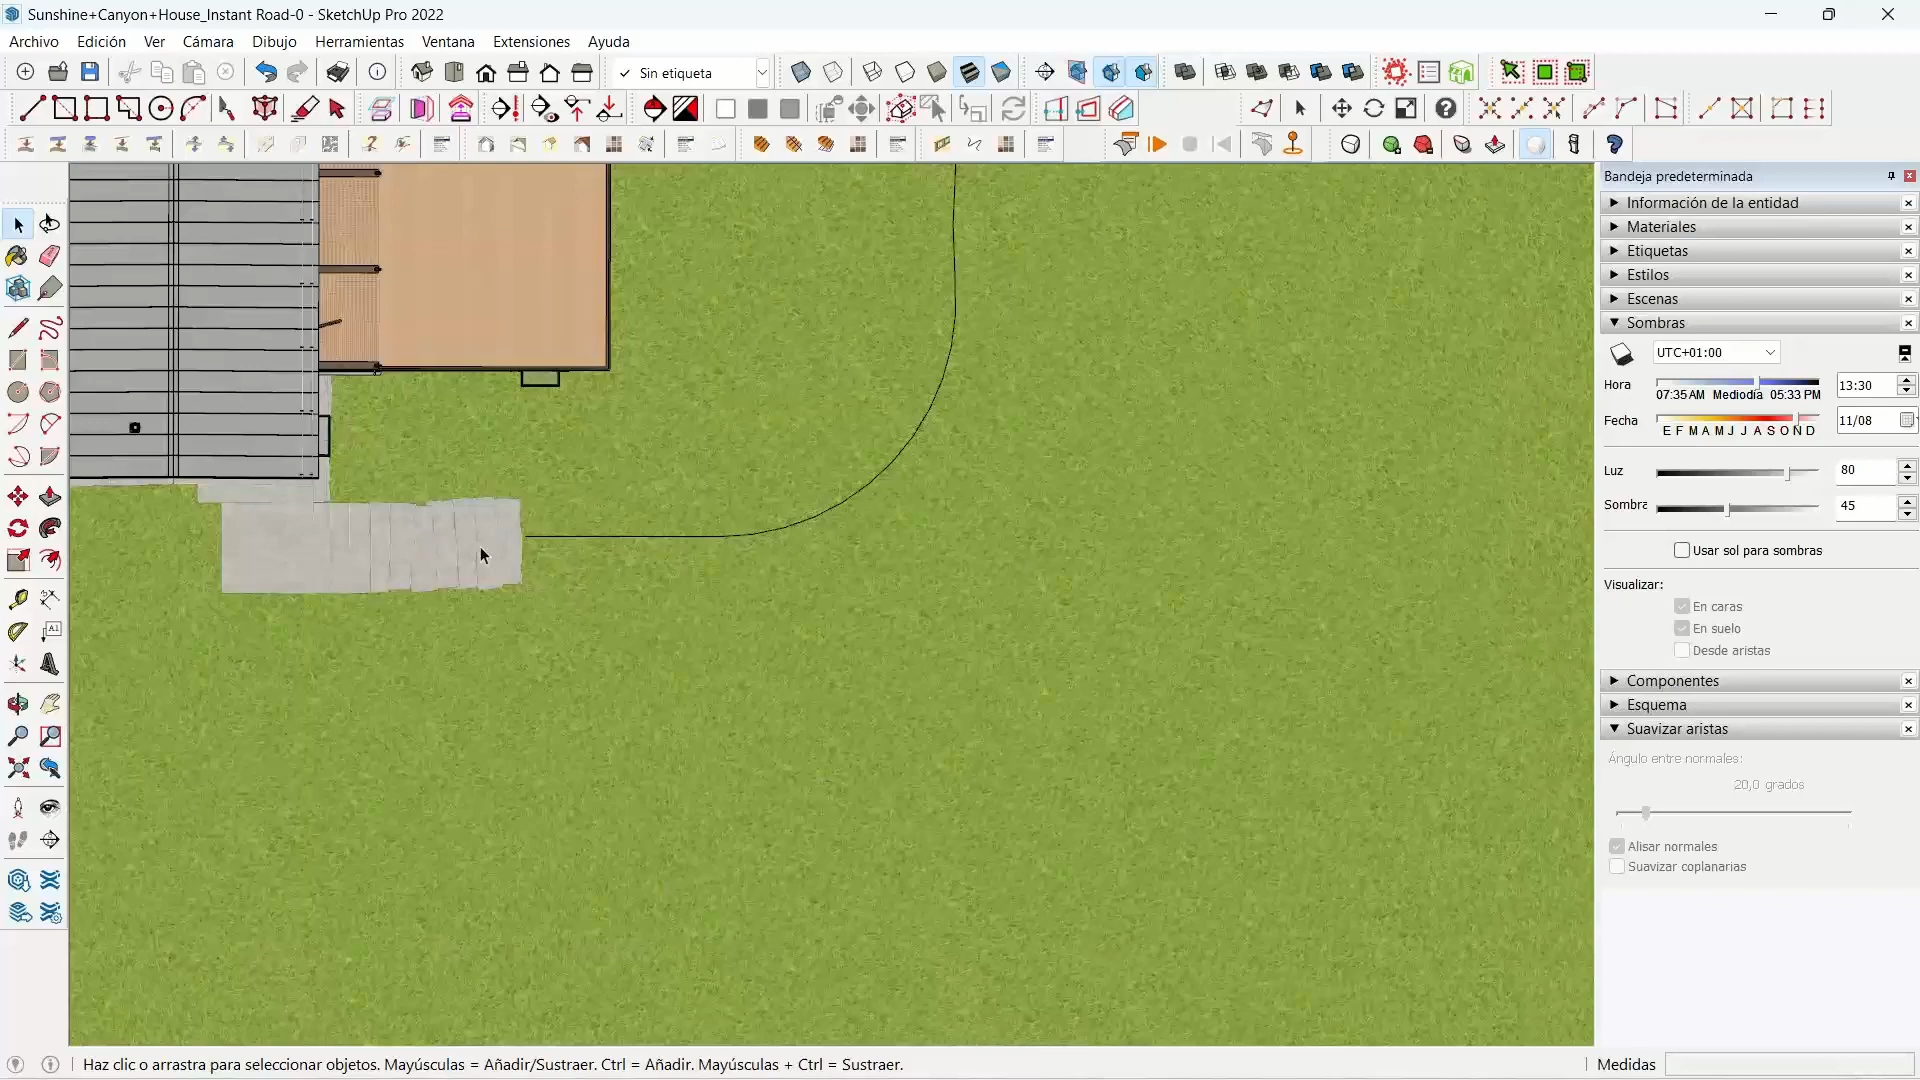 Sunshine+Canyon+House_Instant Road-0 - SketchUp Pro 2022
Archivo Edición Ver Cámara Dibujo Herramientas Ventana Extensiones Ayuda
Sin etiqueta
Bandeja predeterminada
Información de la entidad
Materiales
Etiquetas
Estilos
Escenas
Sombras
UTC+01:00
Hora 13:30
07:35 AM Mediodía 05:33 PM
Fecha 11/08
E F M A M J J A S O N D
Luz 80
Sombra 45
Usar sol para sombras
Visualizar:
En caras
En suelo
Desde aristas
Componentes
Esquema
Suavizar aristas
Ángulo entre normales:
20,0 grados
Alisar normales
Suavizar coplanarias
A1
Haz clic o arrastra para seleccionar objetos. Mayúsculas = Añadir/Sustraer. Ctrl = Añadir. Mayúsculas + Ctrl = Sustraer.
Medidas